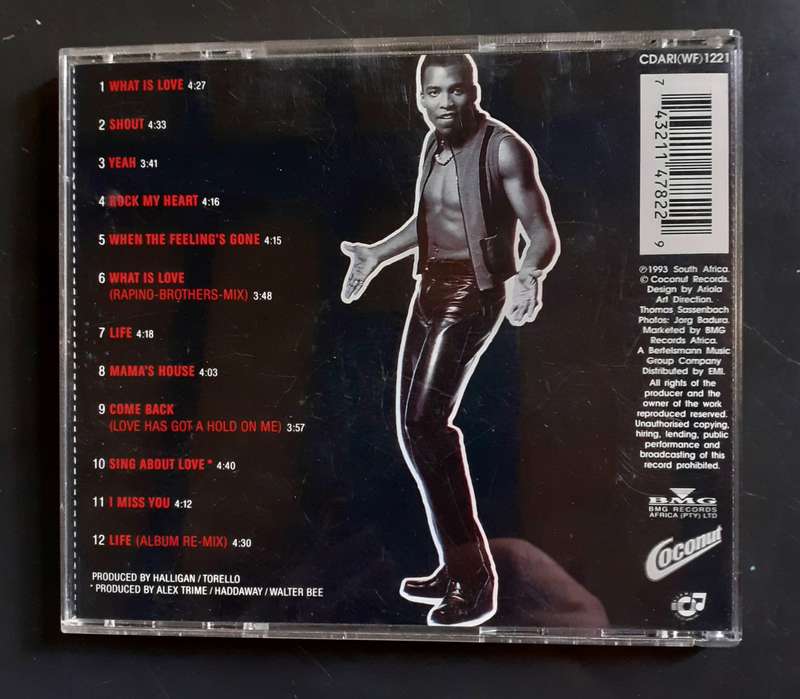 1 WHAT IS LOVE 4:27
2 SHOUT 4:33
3 YEAH 3:41
4 ROCK MY HEART 4:16
5 WHEN THE FEELING'S GONE 4:15
6 WHAT IS LOVE
(RAPINO-BROTHERS-MIX) 3:48
7 LIFE 4:18
8 MAMA'S HOUSE 4:03
9 COME BACK
(LOVE HAS GOT A HOLD ON ME) 3:57
10 SING ABOUT LOVE * 4:40
11 I MISS YOU 4:12
12 LIFE (ALBUM RE-MIX) 4:30
PRODUCED BY HALLIGAN / TORELLO
* PRODUCED BY ALEX TRIME / HADDAWAY / WALTER BEE
CDARI(WF)1221
7 43211 47822 9
℗1993 South Africa.
© Coconut Records.
Design by Ariola
Art Direction.
Thomas Sassenbach
Photos: Jorg Badura.
Marketed by BMG
Records Africa.
A Bertelsmann Music
Group Company
Distributed by EMI.
All rights of the
producer and the
owner of the work
reproduced reserved.
Unauthorised copying,
hiring, lending, public
performance and
broadcasting of this
record prohibited.
BMG
BMG RECORDS
AFRICA (PTY) LTD
Coconut